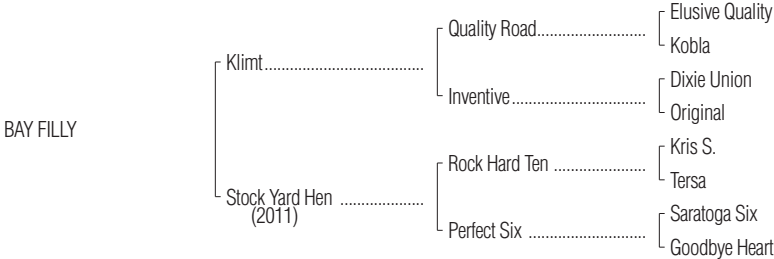 Elusive Quality
Quality Road
Kobla
Klimt
Dixie Union
Inventive
Original
BAY FILLY
Kris S.
Rock Hard Ten
Tersa
Stock Yard Hen
(2011)
Saratoga Six
Perfect Six
Goodbye Heart